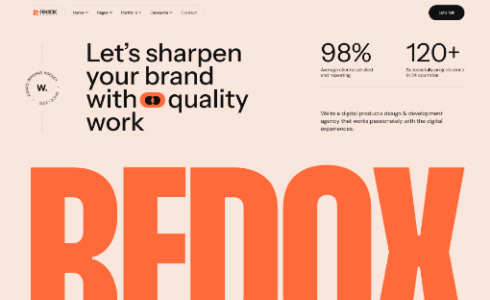 REDOX
Home Pages Portfolio Elements Contact
Let's Talk
Let's sharpen
your brand
with quality
work
W.
98%
Average clients satisfied
and repeating
120+
Successfully projects done
in 24 countries
We're a digital products design & development
agency that works passionately with the digital
experiences.
REDOX